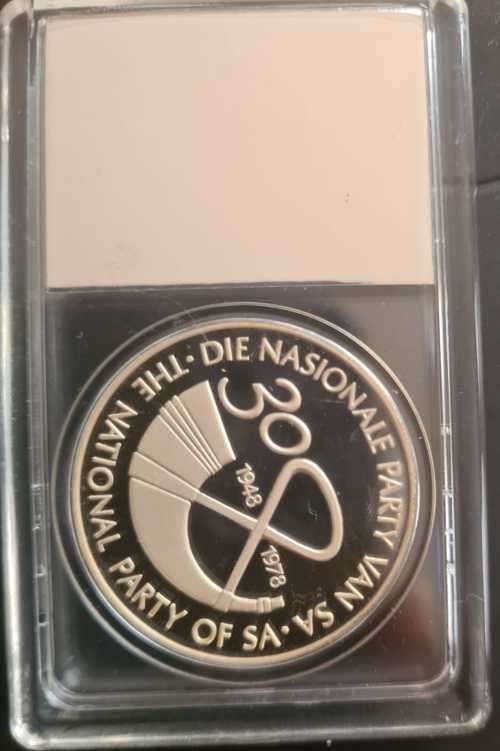 DIE NASIONALE PARTY VAN SA·
THE NATIONAL PARTY OF SA·
30
1948
1978